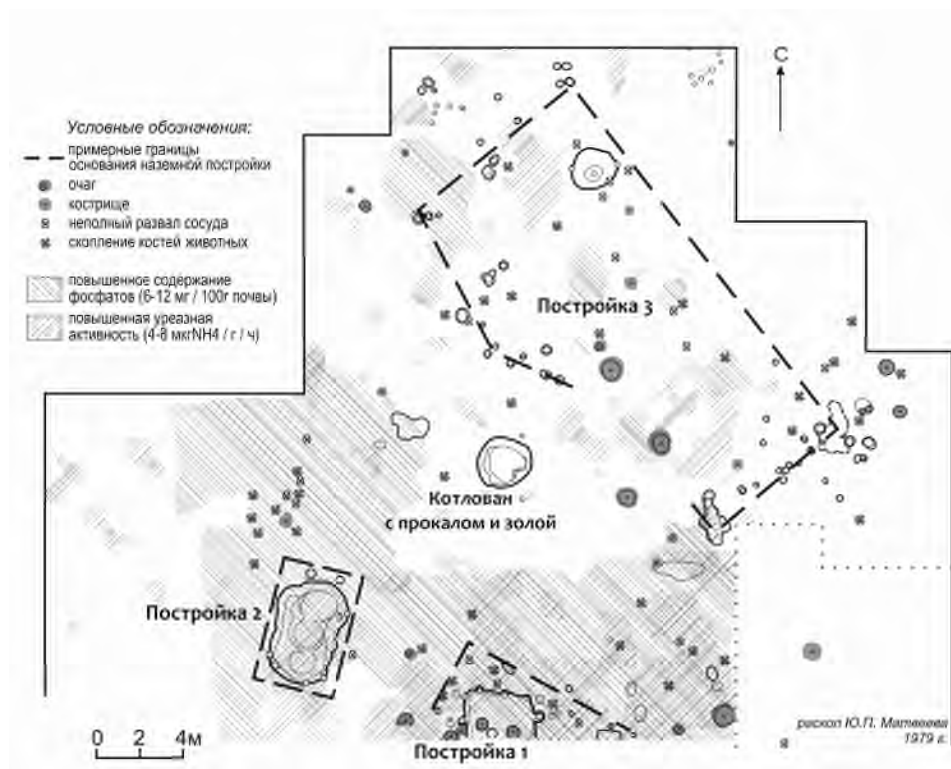 С
Условные обозначения:
примерные границы
основания наземной постройки
очаг
кострище
неполный развал сосуда
скопление костей животных
повышенное содержание
фосфатов (6-12 мг / 100г почвы)
повышенная уреазная
активность (4-8 мкгNH4 / г / ч)
Постройка 3
Котлован
с прокалом и золой
Постройка 2
Постройка 1
0 2 4м
раскоп Ю.П. Матвеева
1979 г.